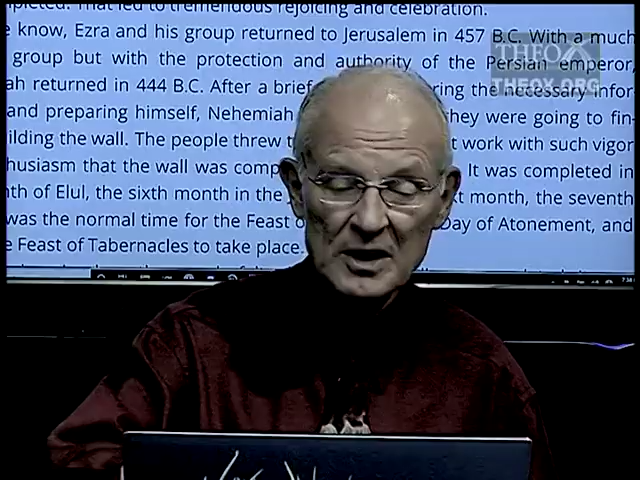 pleted. That led to tremendous rejoicing and celebration.
e know, Ezra and his group returned to Jerusalem in 457 B.C. With a much
group but with the protection and authority of the Persian emperor,
ah returned in 444 B.C. After a brief ring the necessary infor-
and preparing himself, Nehemiah they were going to fin-
ilding the wall. The people threw t work with such vigor
husiasm that the wall was comp It was completed in
nth of Elul, the sixth month in the xt month, the seventh
was the normal time for the Feast o Day of Atonement, and
e Feast of Tabernacles to take place.
THEOX
THEOX.ORG